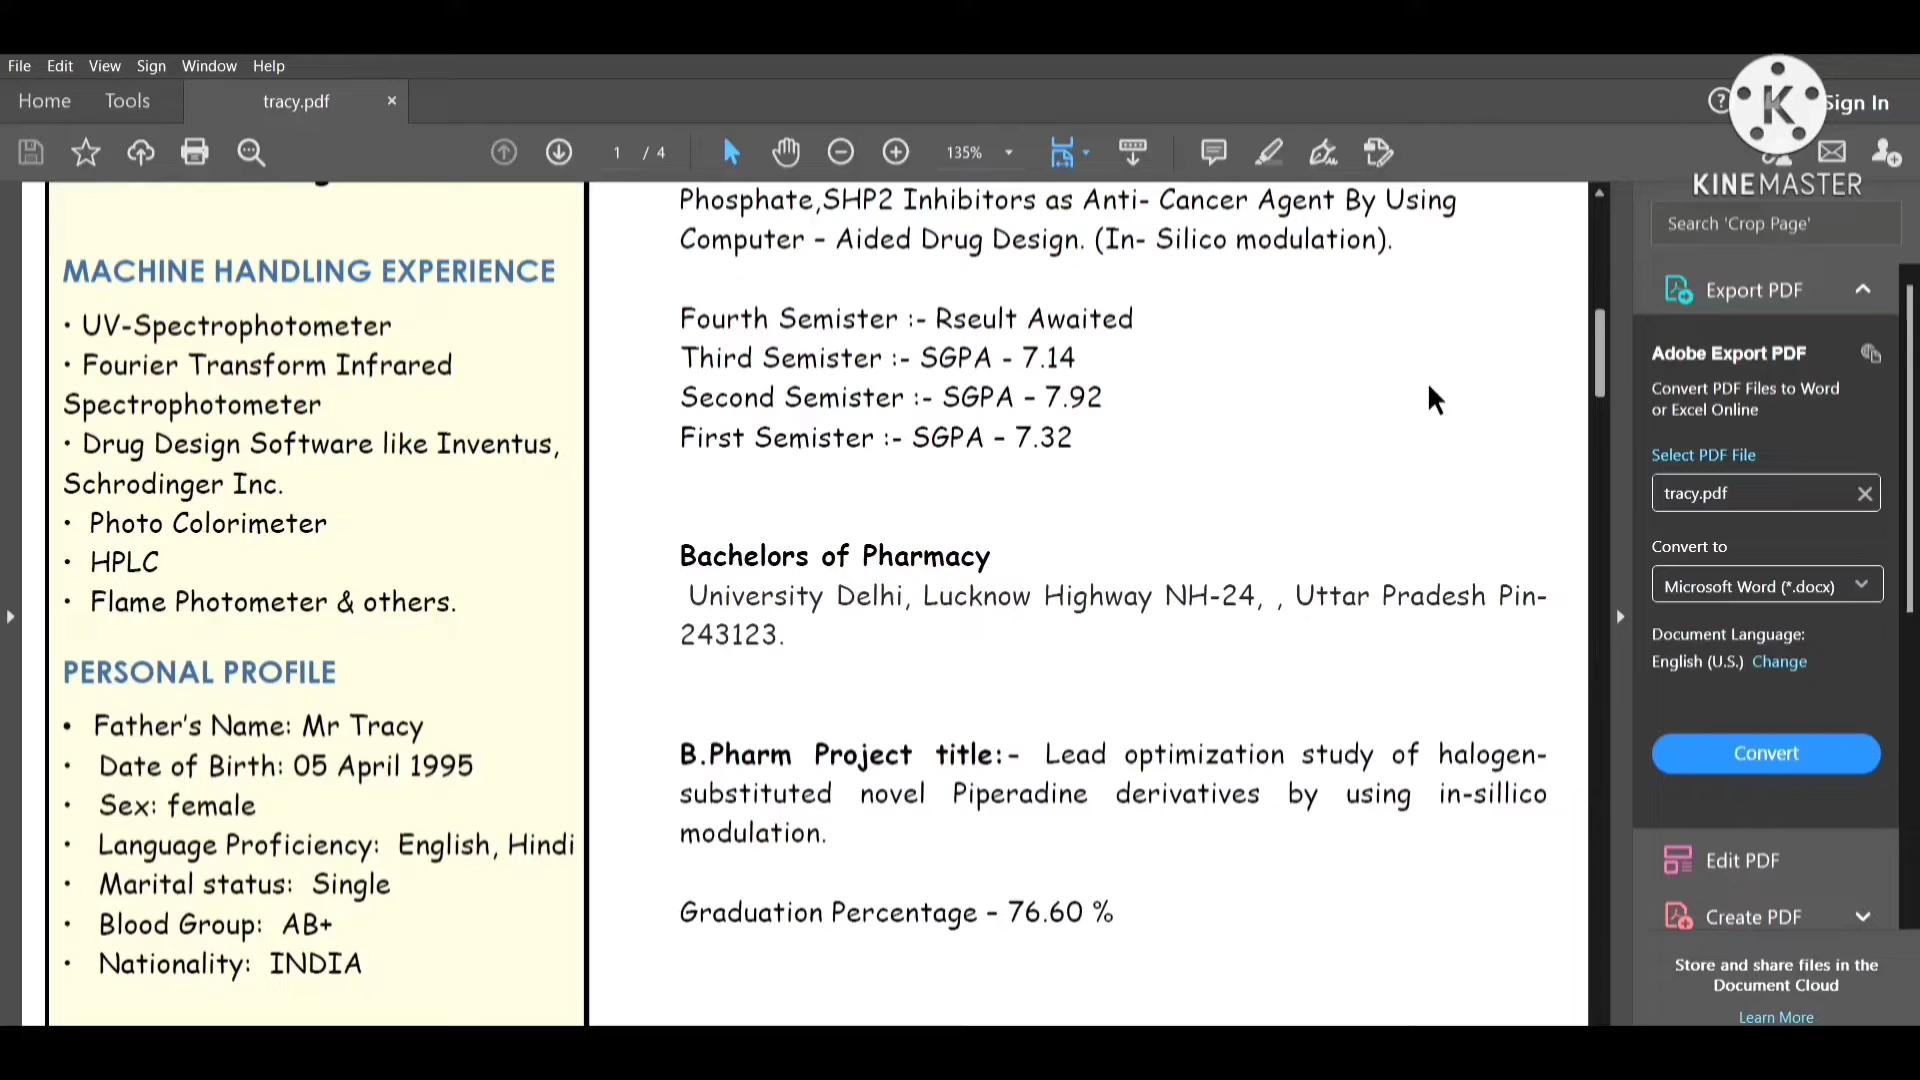 File Edit View Sign Window Help
Home Tools tracy.pdf × Sign In
K
KINEMASTER
1 / 4 135%
MACHINE HANDLING EXPERIENCE
• UV-Spectrophotometer
• Fourier Transform Infrared
Spectrophotometer
• Drug Design Software like Inventus,
Schrodinger Inc.
• Photo Colorimeter
• HPLC
• Flame Photometer & others.
PERSONAL PROFILE
• Father's Name: Mr Tracy
• Date of Birth: 05 April 1995
• Sex: female
• Language Proficiency: English, Hindi
• Marital status: Single
• Blood Group: AB+
• Nationality: INDIA
Phosphate,SHP2 Inhibitors as Anti- Cancer Agent By Using
Computer – Aided Drug Design. (In- Silico modulation).
Fourth Semister :- Rseult Awaited
Third Semister :- SGPA – 7.14
Second Semister :- SGPA – 7.92
First Semister :- SGPA – 7.32
Bachelors of Pharmacy
University Delhi, Lucknow Highway NH-24, , Uttar Pradesh Pin-
243123.
B.Pharm Project title:- Lead optimization study of halogen-
substituted novel Piperadine derivatives by using in-sillico
modulation.
Graduation Percentage – 76.60 %
Search 'Crop Page'
Export PDF
Adobe Export PDF
Convert PDF Files to Word
or Excel Online
Select PDF File
tracy.pdf
Convert to
Microsoft Word (*.docx)
Document Language:
English (U.S.) Change
Convert
Edit PDF
Create PDF
Store and share files in the
Document Cloud
Learn More